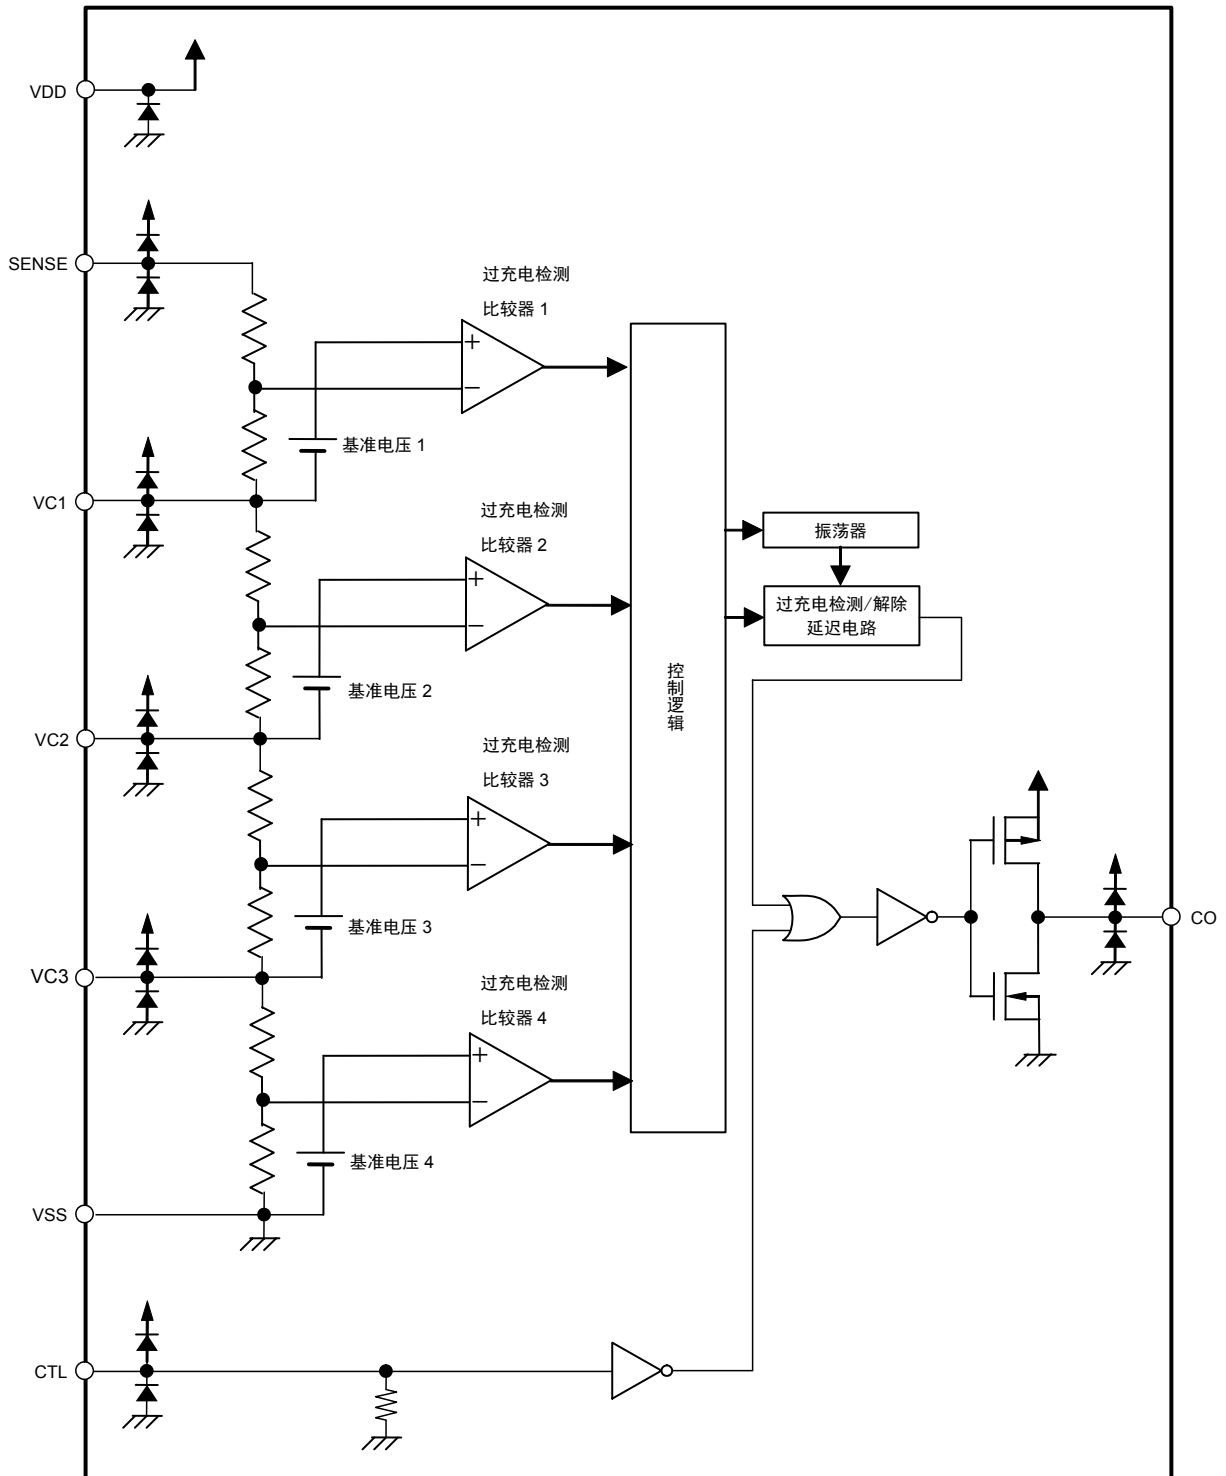 VDD
SENSE
过充电检测
比较器 1
基准电压 1
VC1
过充电检测
比较器 2
振荡器
过充电检测/解除
延迟电路
控制逻辑
基准电压 2
VC2
过充电检测
比较器 3
CO
基准电压 3
VC3
过充电检测
比较器 4
基准电压 4
VSS
CTL